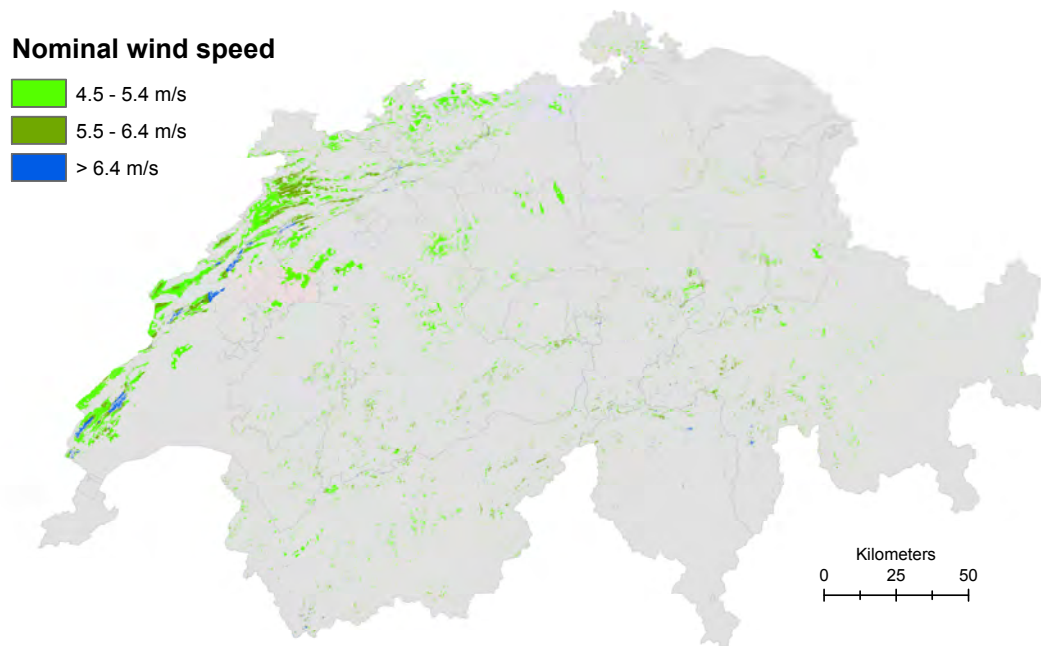 Nominal wind speed
4.5 - 5.4 m/s
5.5 - 6.4 m/s
> 6.4 m/s
Kilometers
0 25 50